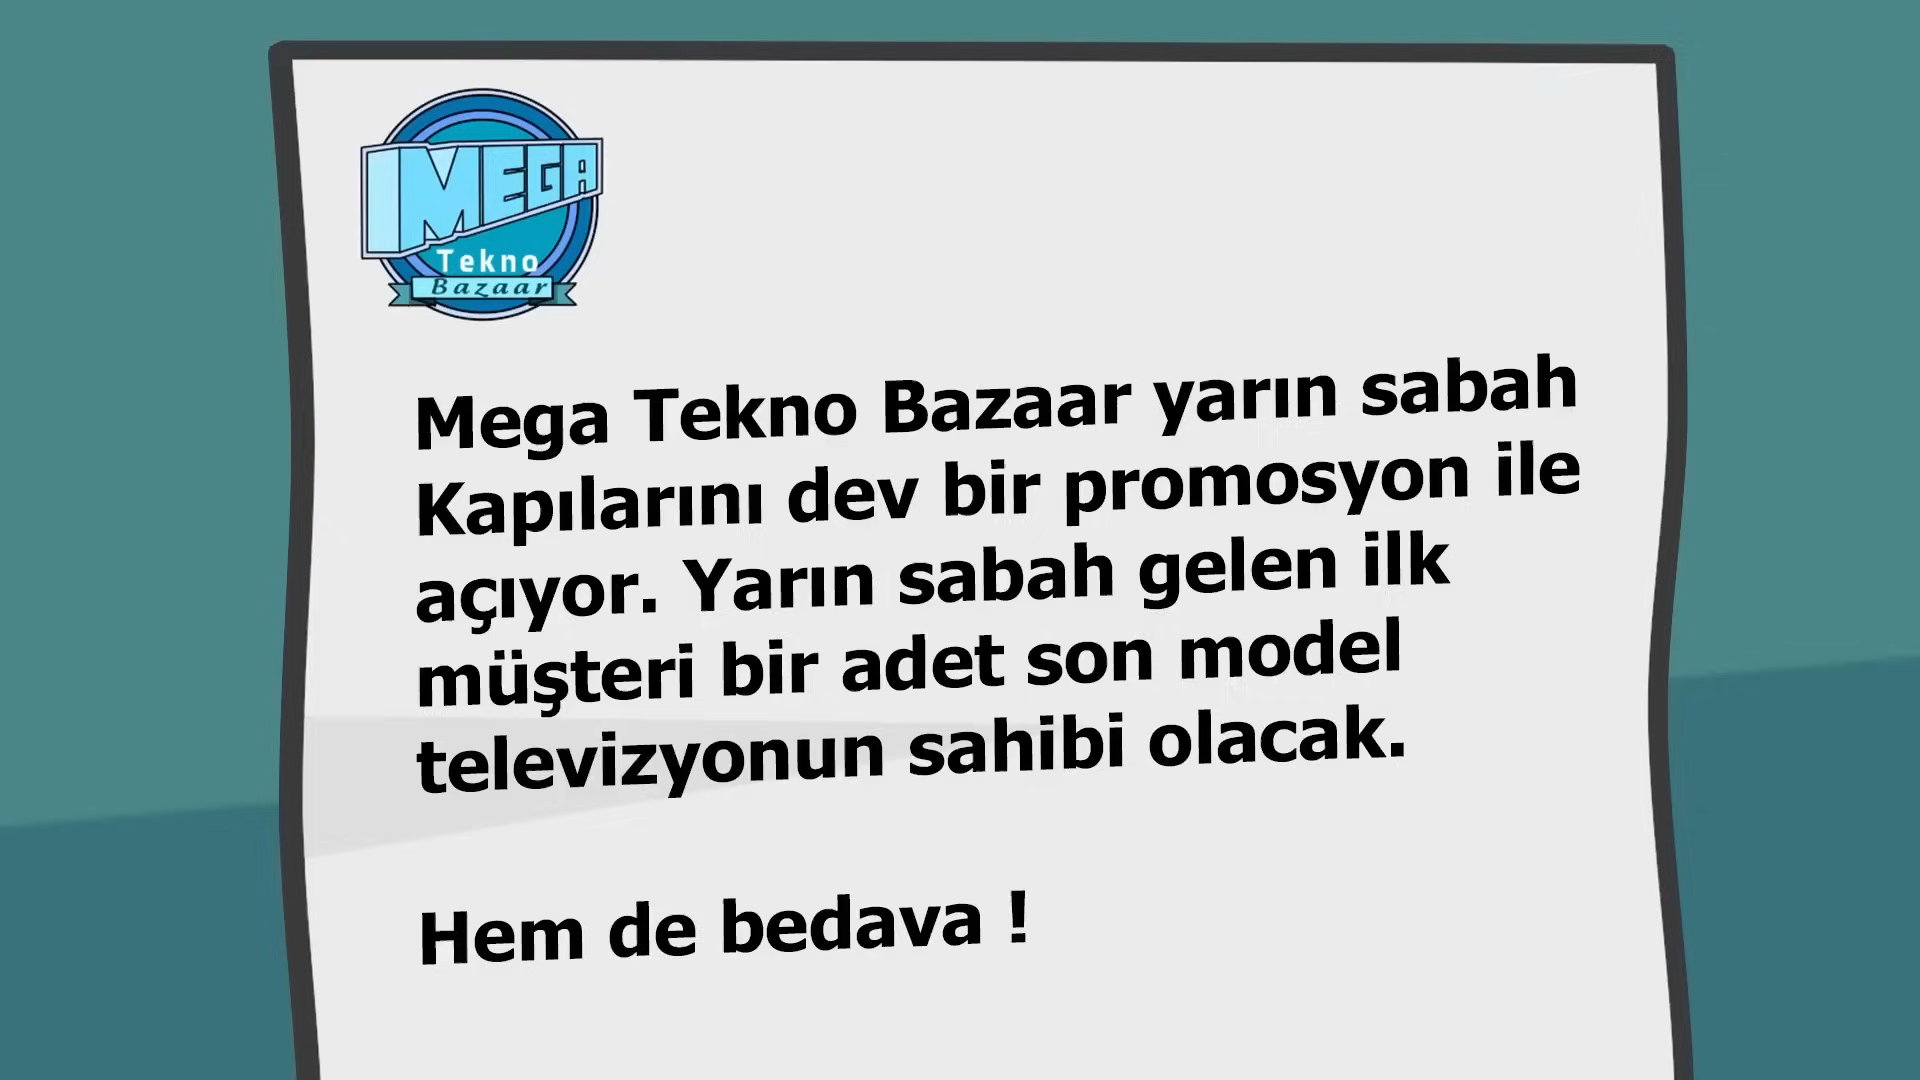 MEGA
Tekno
Bazaar
Mega Tekno Bazaar yarın sabah
Kapılarını dev bir promosyon ile
açıyor. Yarın sabah gelen ilk
müşteri bir adet son model
televizyonun sahibi olacak.
Hem de bedava !